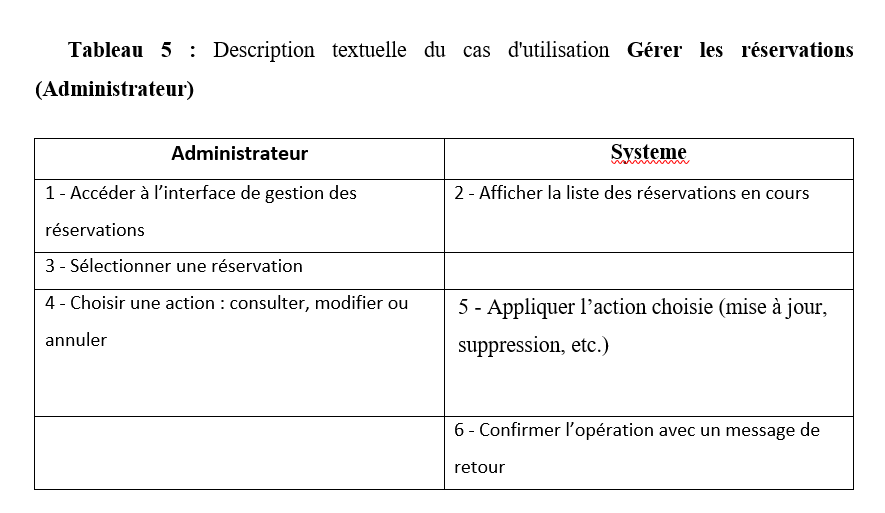 Tableau 5 : Description textuelle du cas d'utilisation Gérer les réservations
(Administrateur)
Administrateur
Systeme
1 - Accéder à l’interface de gestion des
réservations
2 - Afficher la liste des réservations en cours
3 - Sélectionner une réservation
4 - Choisir une action : consulter, modifier ou
annuler
5 - Appliquer l’action choisie (mise à jour,
suppression, etc.)
6 - Confirmer l’opération avec un message de
retour